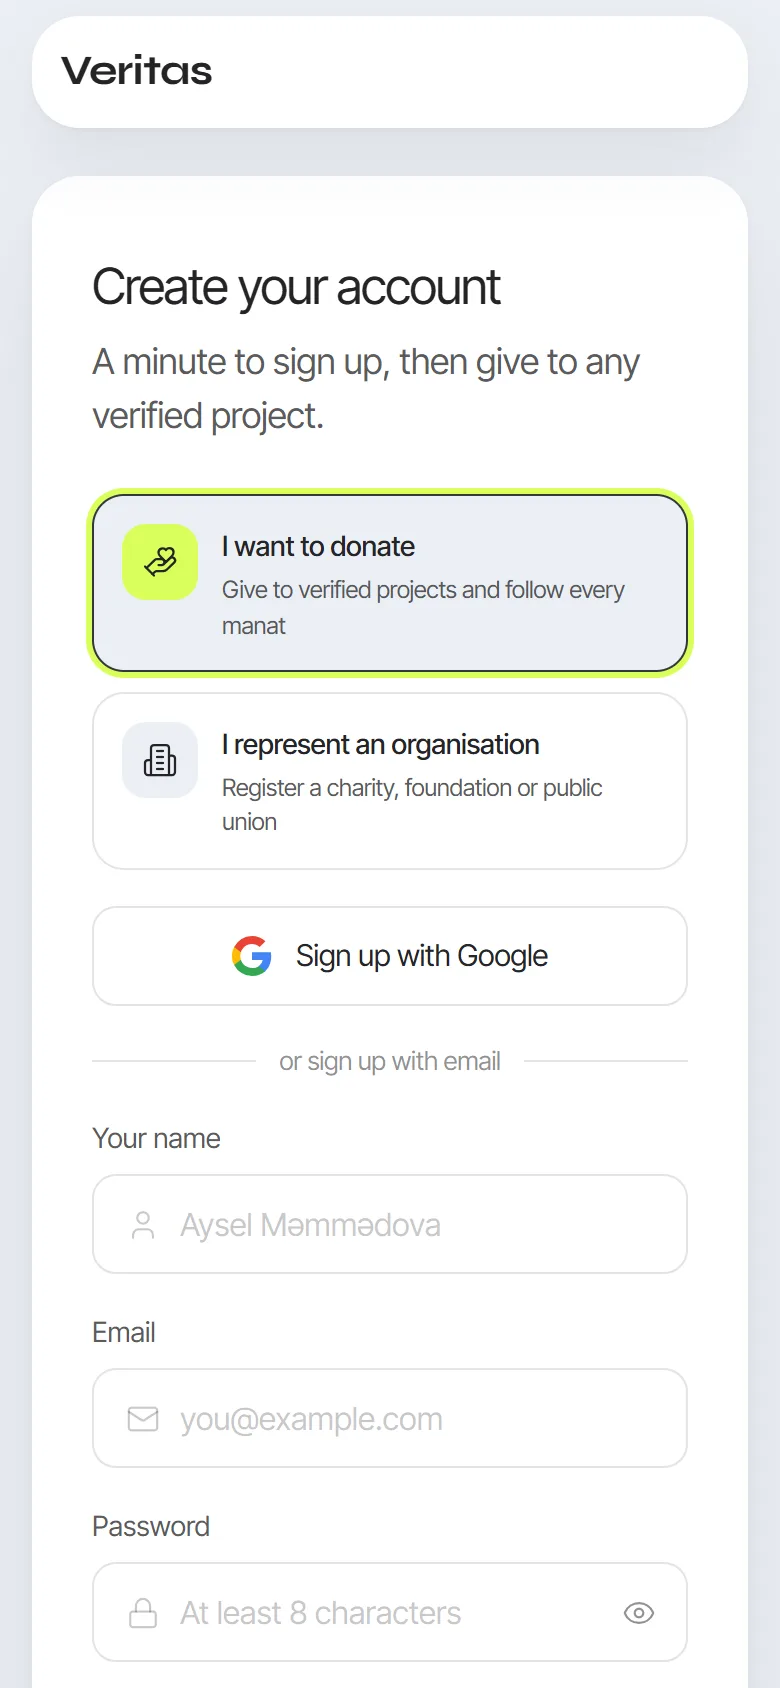 Veritas
Create your account
A minute to sign up, then give to any
verified project.
I want to donate
Give to verified projects and follow every
manat
I represent an organisation
Register a charity, foundation or public
union
Sign up with Google
or sign up with email
Your name
Aysel Məmmədova
Email
you@example.com
Password
At least 8 characters